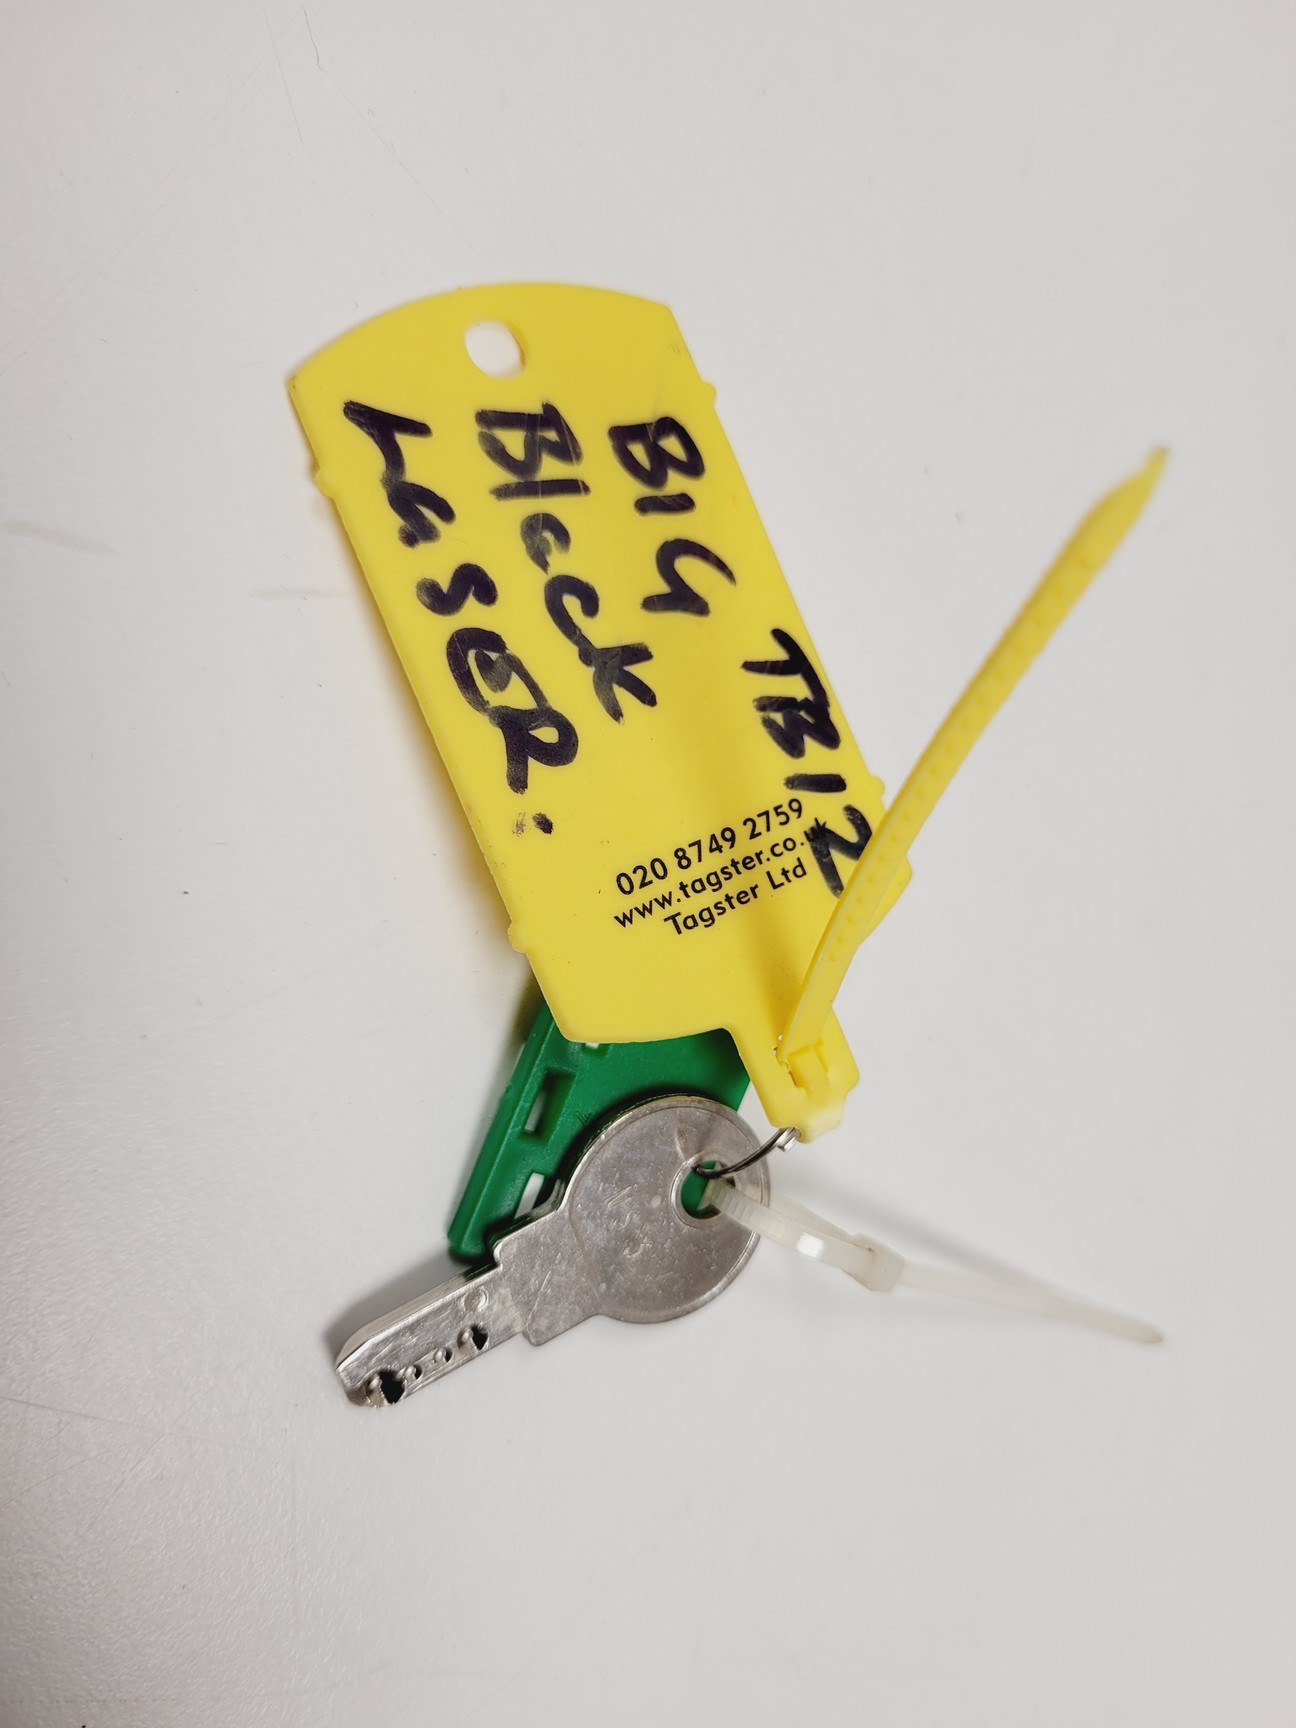 TB12
BIG
Black
LaSER.
020 8749 2759
www.tagster.co.uk
Tagster Ltd